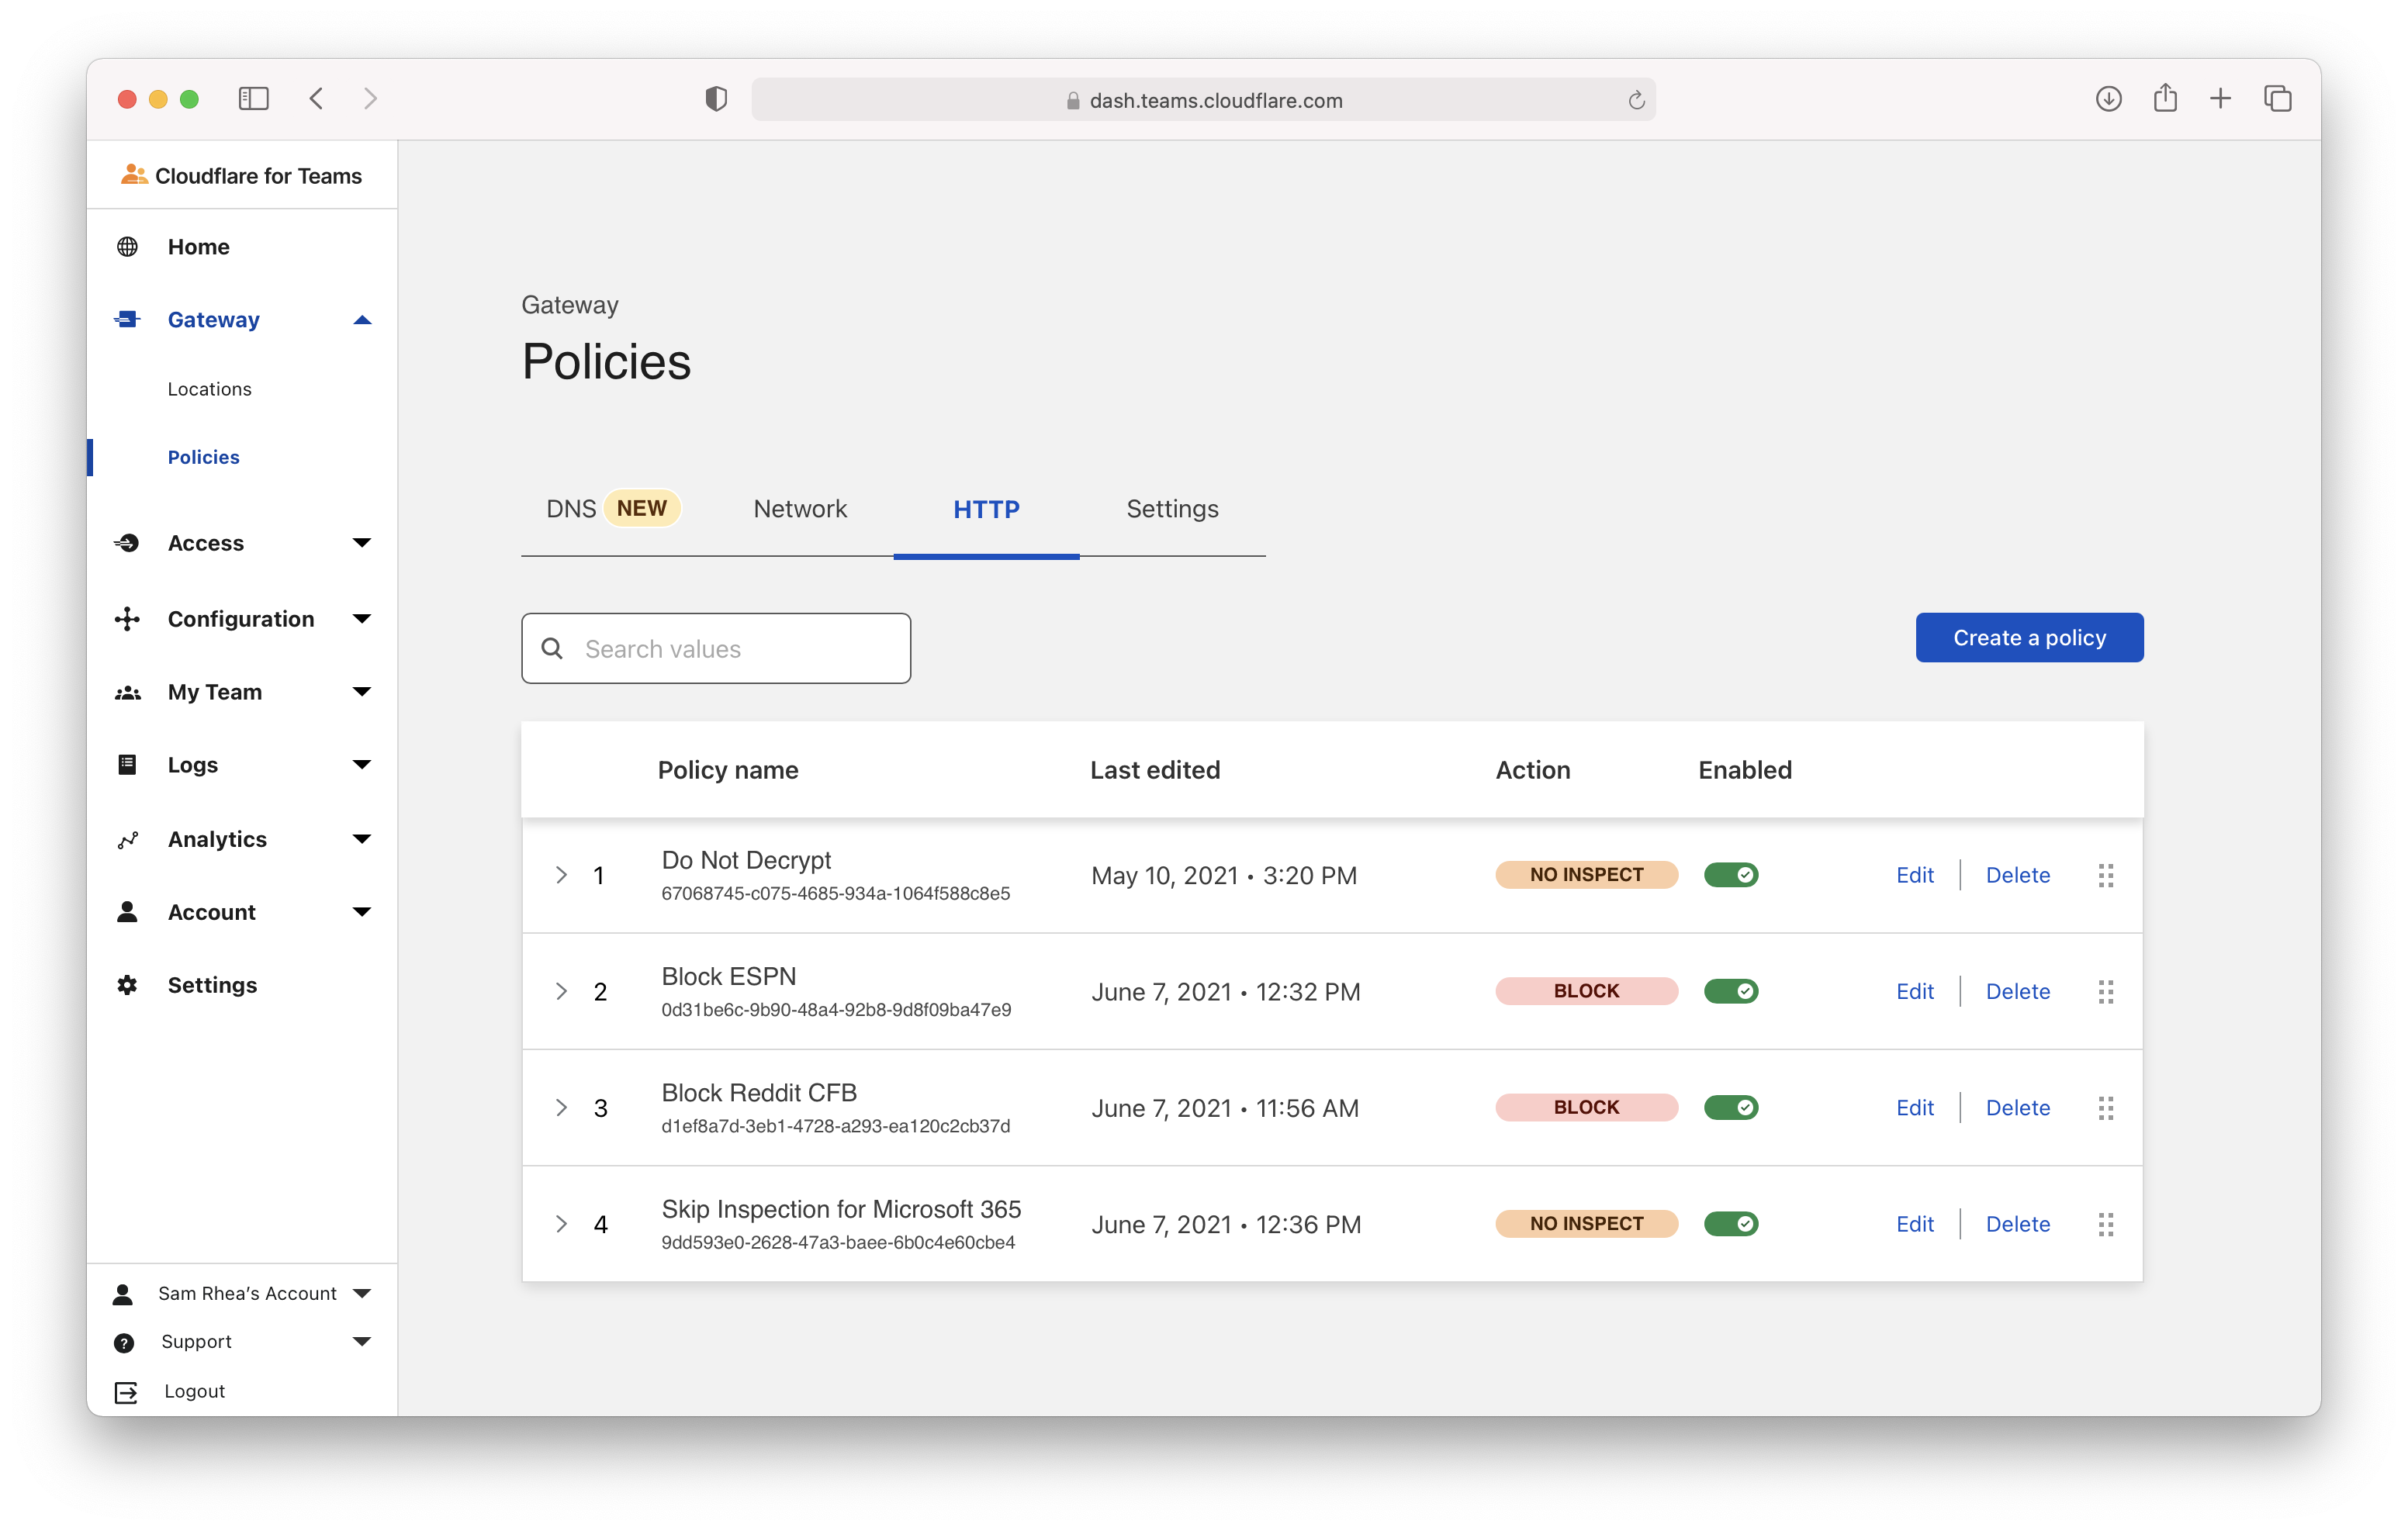 dash.teams.cloudflare.com
Cloudflare for Teams
Home
Gateway
Locations
Policies
Access
Configuration
My Team
Logs
Analytics
Account
Settings
Sam Rhea’s Account
Support
Logout
Gateway
Policies
DNS NEW Network HTTP Settings
Search values
Create a policy
Policy name Last edited Action Enabled
1 Do Not Decrypt May 10, 2021 • 3:20 PM NO INSPECT Edit Delete
67068745-c075-4685-934a-1064f588c8e5
2 Block ESPN June 7, 2021 • 12:32 PM BLOCK Edit Delete
0d31be6c-9b90-48a4-92b8-9d8f09ba47e9
3 Block Reddit CFB June 7, 2021 • 11:56 AM BLOCK Edit Delete
d1ef8a7d-3eb1-4728-a293-ea120c2cb37d
4 Skip Inspection for Microsoft 365 June 7, 2021 • 12:36 PM NO INSPECT Edit Delete
9dd593e0-2628-47a3-baee-6b0c4e60cbe4